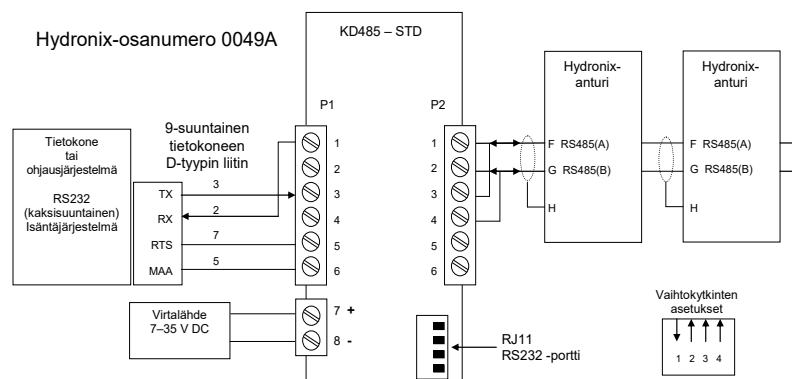 Hydronix-osanumero 0049A
KD485 – STD
P1
P2
Tietokone
tai
ohjausjärjestelmä
RS232
(kaksisuuntainen)
Isäntäjärjestelmä
9-suuntainen
tietokoneen
D-tyypin liitin
TX
RX
RTS
MAA
3
2
7
5
1
2
3
4
5
6
7 +
8 -
Virtalähde
7–35 V DC
1
2
3
4
5
6
RJ11
RS232 -portti
Hydronix-
anturi
F RS485(A)
G RS485(B)
H
Hydronix-
anturi
F RS485(A)
G RS485(B)
H
Vaihtokytkinten
asetukset
1 2 3 4